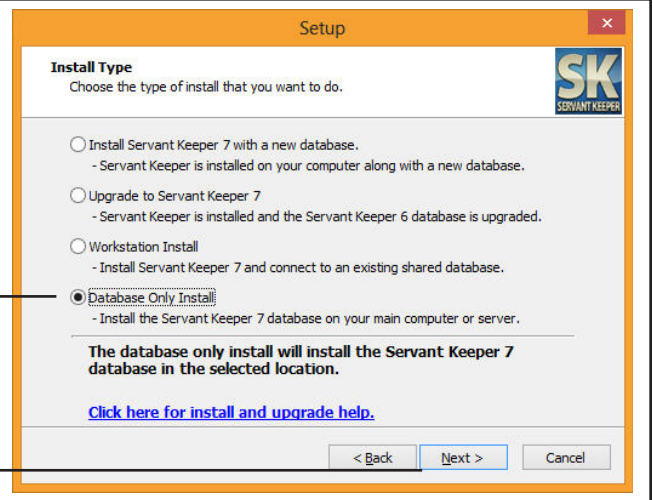 Setup
Install Type
Choose the type of install that you want to do.
SK
SERVANT KEEPER
Install Servant Keeper 7 with a new database.
- Servant Keeper is installed on your computer along with a new database.
Upgrade to Servant Keeper 7
- Servant Keeper is installed and the Servant Keeper 6 database is upgraded.
Workstation Install
- Install Servant Keeper 7 and connect to an existing shared database.
Database Only Install
- Install the Servant Keeper 7 database on your main computer or server.
The database only install will install the Servant Keeper 7
database in the selected location.
Click here for install and upgrade help.
< Back Next > Cancel